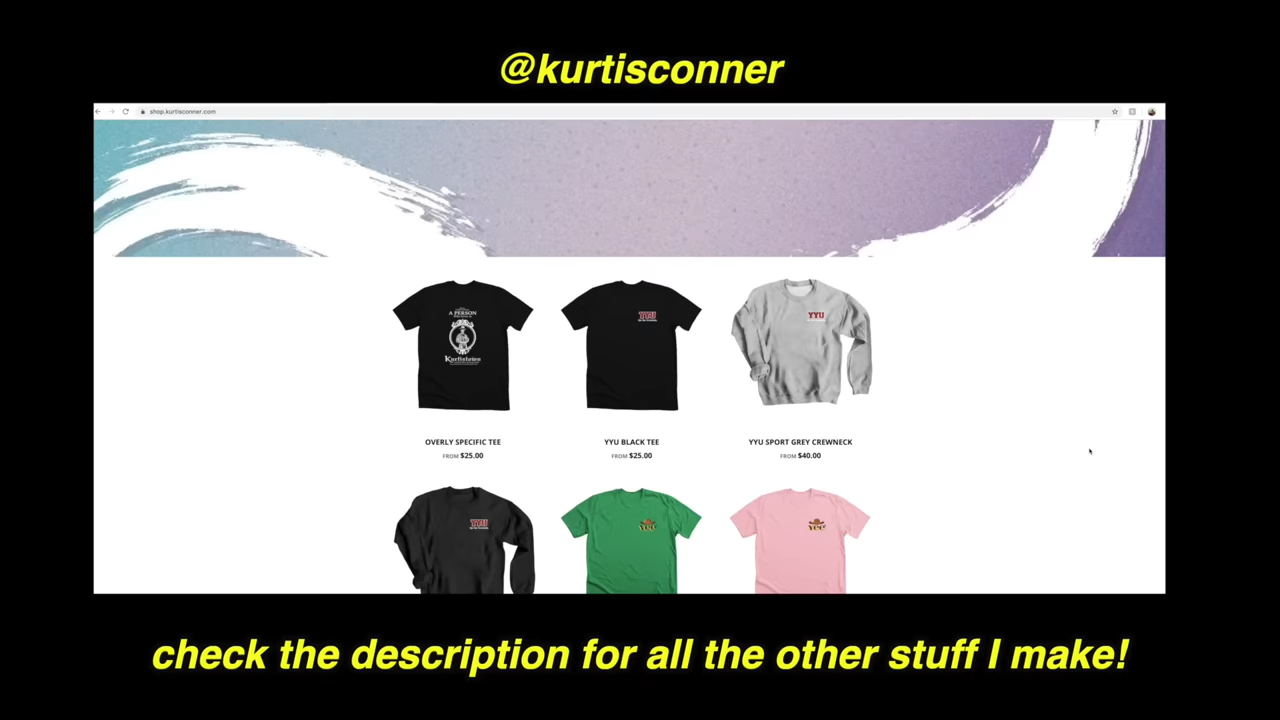 @kurtisconner
shop.kurtisconner.com
A PERSON
Kurtistown
YYU
YYU
OVERLY SPECIFIC TEE
YYU BLACK TEE
YYU SPORT GREY CREWNECK
FROM $25.00
FROM $25.00
FROM $40.00
YYU
check the description for all the other stuff I make!